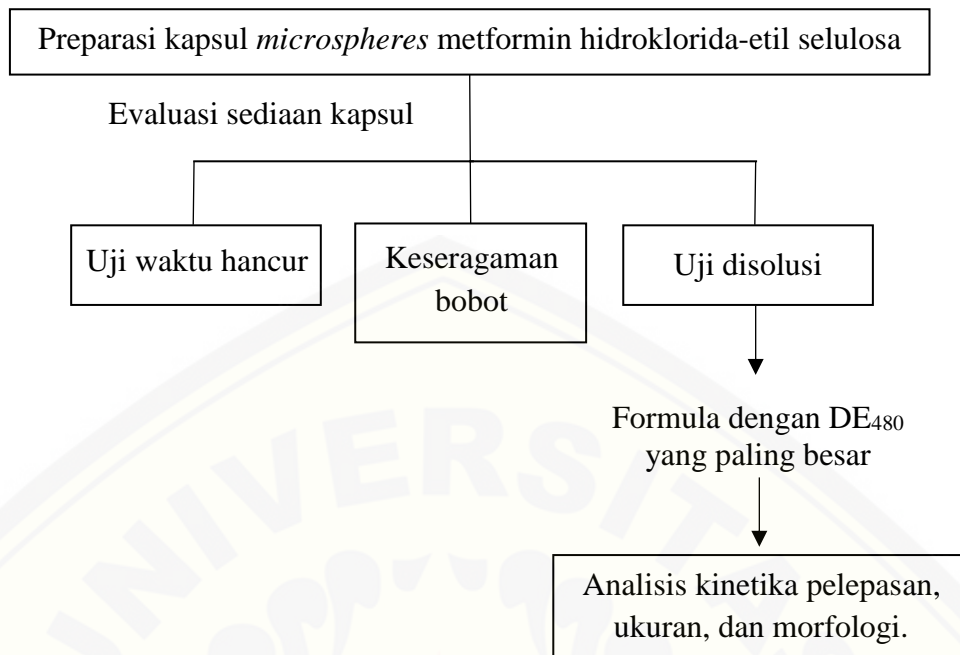 Preparasi kapsul microspheres metformin hidroklorida-etil selulosa
Evaluasi sediaan kapsul
Uji waktu hancur
Keseragaman
bobot
Uji disolusi
Formula dengan DE480
yang paling besar
Analisis kinetika pelepasan,
ukuran, dan morfologi.
UNIVERSITA